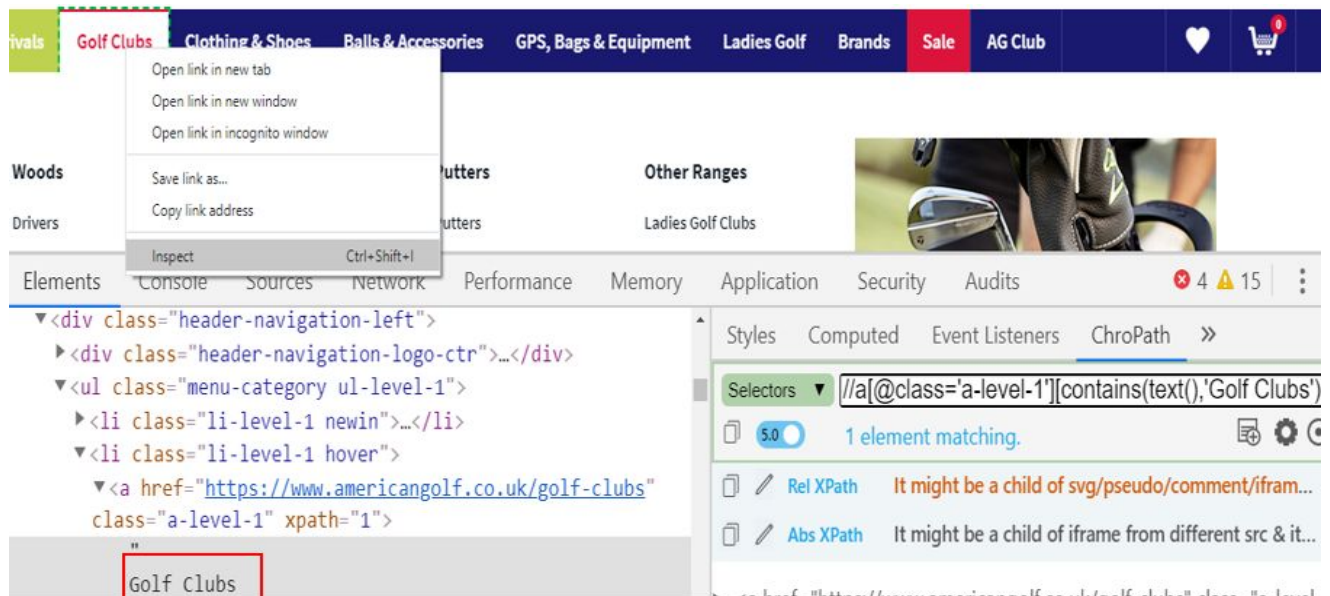 ivals Golf Clubs Clothing & Shoes Balls & Accessories GPS, Bags & Equipment Ladies Golf Brands Sale AG Club 0
Open link in new tab
Open link in new window
Open link in incognito window
Save link as...
Copy link address
Inspect Ctrl+Shift+I
Woods Putters Other Ranges
Drivers Putters Ladies Golf Clubs
Elements Console Sources Network Performance Memory Application Security Audits 4 15
▼<div class="header-navigation-left">
▶<div class="header-navigation-logo-ctr">…</div>
▼<ul class="menu-category ul-level-1">
▶<li class="li-level-1 newin">…</li>
▼<li class="li-level-1 hover">
▼<a href="https://www.americangolf.co.uk/golf-clubs"
class="a-level-1" xpath="1">
"
Golf Clubs
Styles Computed Event Listeners ChroPath »
Selectors ▼ //a[@class='a-level-1'][contains(text(),'Golf Clubs')
5.0 1 element matching.
Rel XPath It might be a child of svg/pseudo/comment/ifram...
Abs XPath It might be a child of iframe from different src & it...